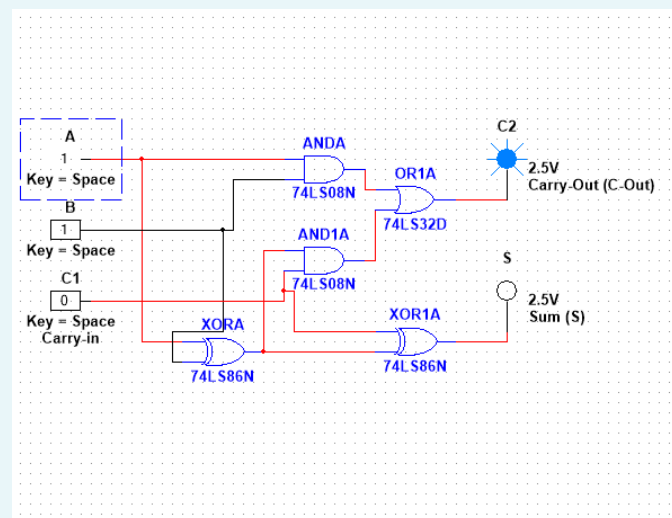 A
1
Key = Space
B
1
Key = Space
C1
0
Key = Space
Carry-in
ANDA
74LS08N
AND1A
74LS08N
XORA
74LS86N
OR1A
74LS32D
XOR1A
74LS86N
C2
2.5V
Carry-Out (C-Out)
S
2.5V
Sum (S)